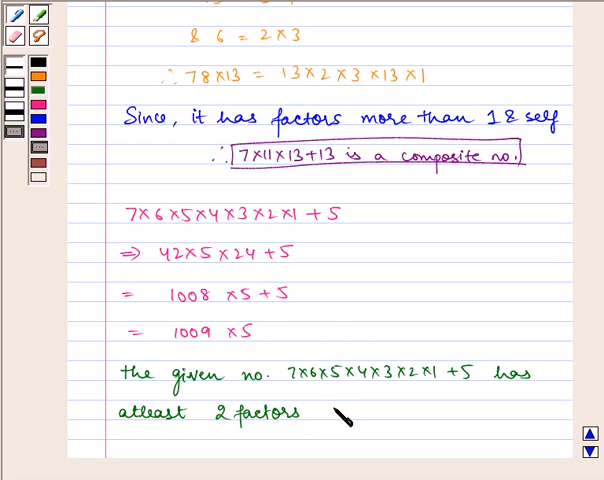 & 6 = 2×3
∴ 78×13 = 13×2×3×13×1
Since, it has factors more than 1 & self
∴ 7×11×13+13 is a composite no.
7×6×5×4×3×2×1 + 5
⇒ 42×5×24+5
= 1008 ×5+5
= 1009 ×5
the given no. 7×6×5×4×3×2×1 +5 has
atleast 2 factors